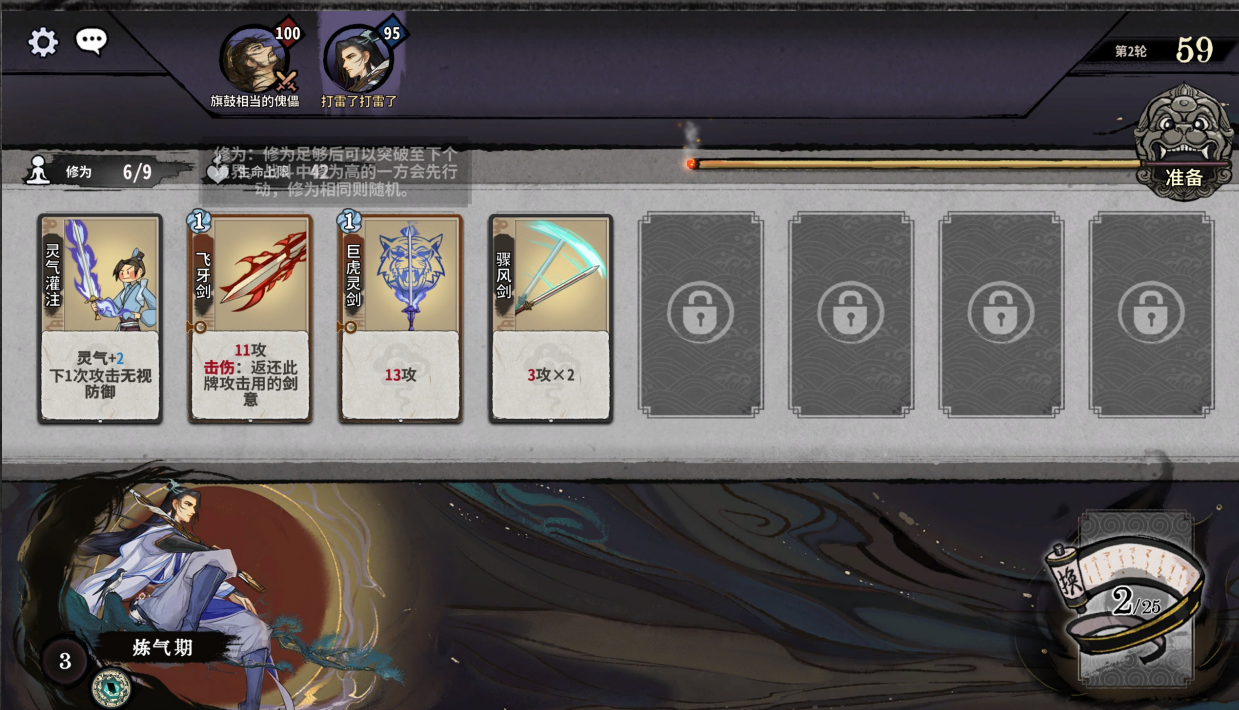 100
95
旗鼓相当的傀儡
打雷了打雷了
第2轮
59
准备
修为
6/9
生命上限
42
修为：修为足够后可以突破至下个
境界，战斗中修为高的一方会先行
动，修为相同则随机。
灵气灌注
灵气+2
下1次攻击无视
防御
1
飞牙剑
11攻
击伤：返还此
牌攻击用的剑
意
1
巨虎灵剑
13攻
骤风剑
3攻×2
炼气期
3
换
2/25